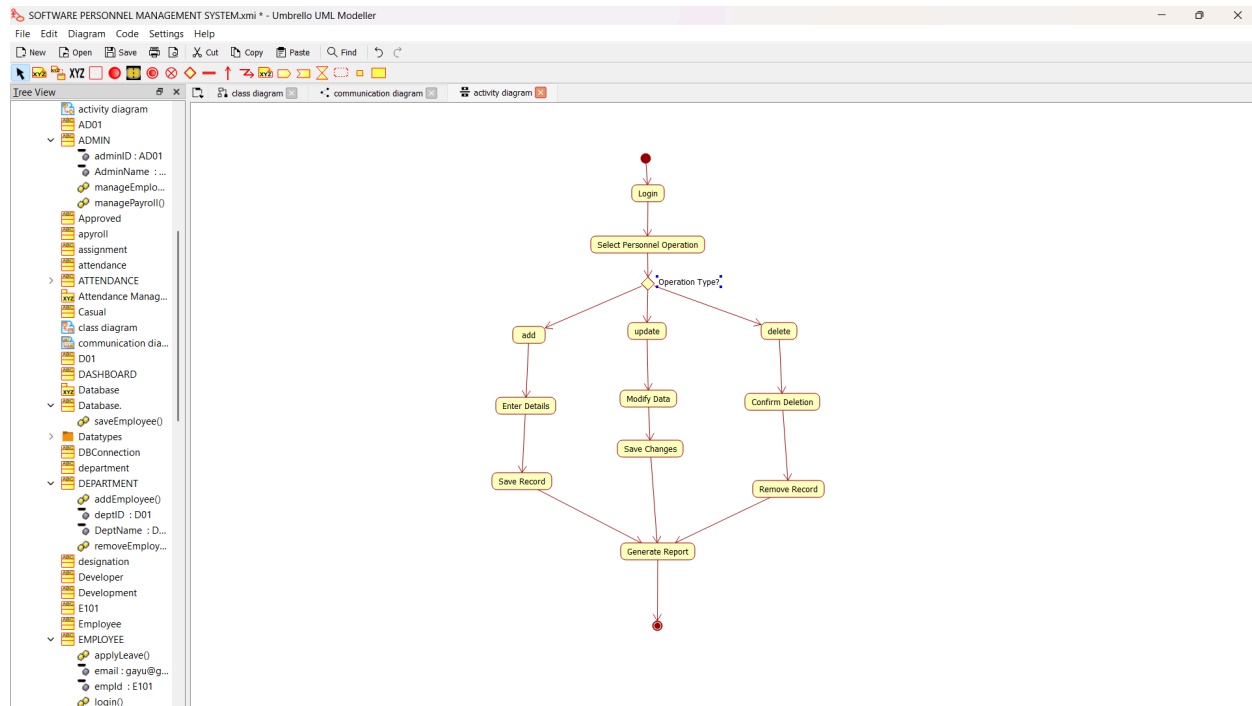 SOFTWARE PERSONNEL MANAGEMENT SYSTEM.xmi * - Umbrello UML Modeller
File Edit Diagram Code Settings Help
New Open Save Cut Copy Paste Find
XYZ XYZ XYZ XYZ
Tree View
class diagram communication diagram activity diagram
activity diagram
AD01
ADMIN
adminID : AD01
AdminName : ...
manageEmplo...
managePayroll()
Approved
apyroll
assignment
attendance
ATTENDANCE
Attendance Manag...
Casual
class diagram
communication dia...
D01
DASHBOARD
Database
Database.
saveEmployee()
Datatypes
DBConnection
department
DEPARTMENT
addEmployee()
deptID : D01
DeptName : D...
removeEmploy...
designation
Developer
Development
E101
Employee
EMPLOYEE
applyLeave()
email : gayu@g...
empId : E101
login()
Login
Select Personnel Operation
Operation Type?
add update delete
Enter Details Modify Data Confirm Deletion
Save Changes
Save Record Remove Record
Generate Report